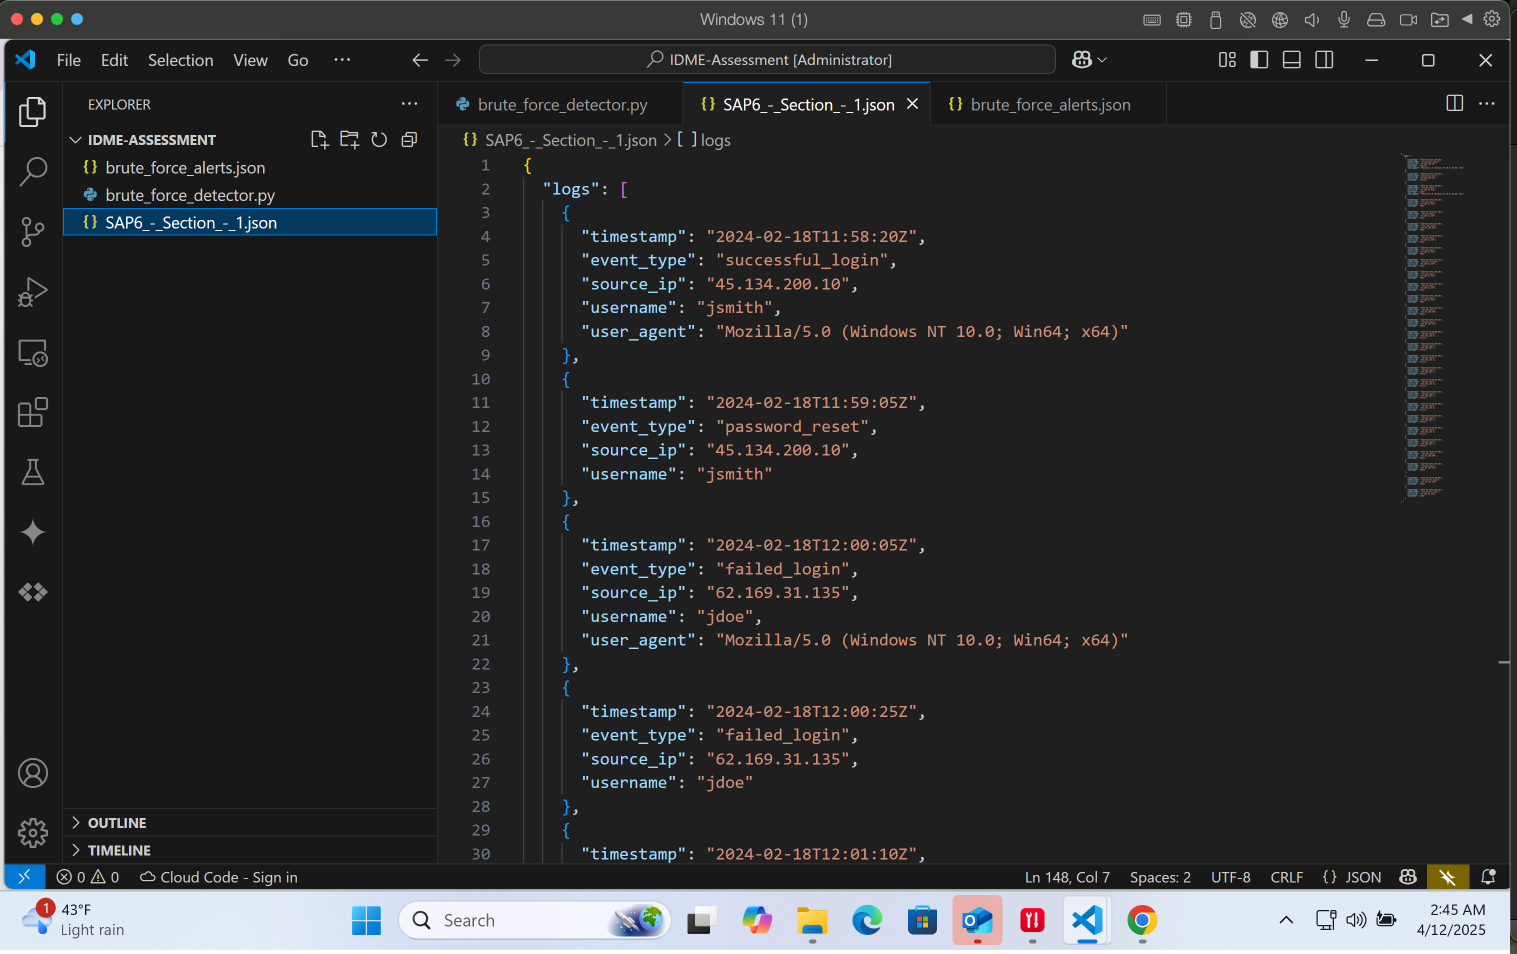 Windows 11 (1)
File Edit Selection View Go ···
IDME-Assessment [Administrator]
EXPLORER
IDME-ASSESSMENT
{} brute_force_alerts.json
brute_force_detector.py
{} SAP6_-_Section_-_1.json
OUTLINE
TIMELINE
brute_force_detector.py
{} SAP6_-_Section_-_1.json
{} brute_force_alerts.json
{} SAP6_-_Section_-_1.json > [ ] logs
1 {
2 "logs": [
3 {
4 "timestamp": "2024-02-18T11:58:20Z",
5 "event_type": "successful_login",
6 "source_ip": "45.134.200.10",
7 "username": "jsmith",
8 "user_agent": "Mozilla/5.0 (Windows NT 10.0; Win64; x64)"
9 },
10 {
11 "timestamp": "2024-02-18T11:59:05Z",
12 "event_type": "password_reset",
13 "source_ip": "45.134.200.10",
14 "username": "jsmith"
15 },
16 {
17 "timestamp": "2024-02-18T12:00:05Z",
18 "event_type": "failed_login",
19 "source_ip": "62.169.31.135",
20 "username": "jdoe",
21 "user_agent": "Mozilla/5.0 (Windows NT 10.0; Win64; x64)"
22 },
23 {
24 "timestamp": "2024-02-18T12:00:25Z",
25 "event_type": "failed_login",
26 "source_ip": "62.169.31.135",
27 "username": "jdoe"
28 },
29 {
30 "timestamp": "2024-02-18T12:01:10Z",
0 0 Cloud Code - Sign in
Ln 148, Col 7 Spaces: 2 UTF-8 CRLF {} JSON
1
43°F
Light rain
Search
2:45 AM
4/12/2025